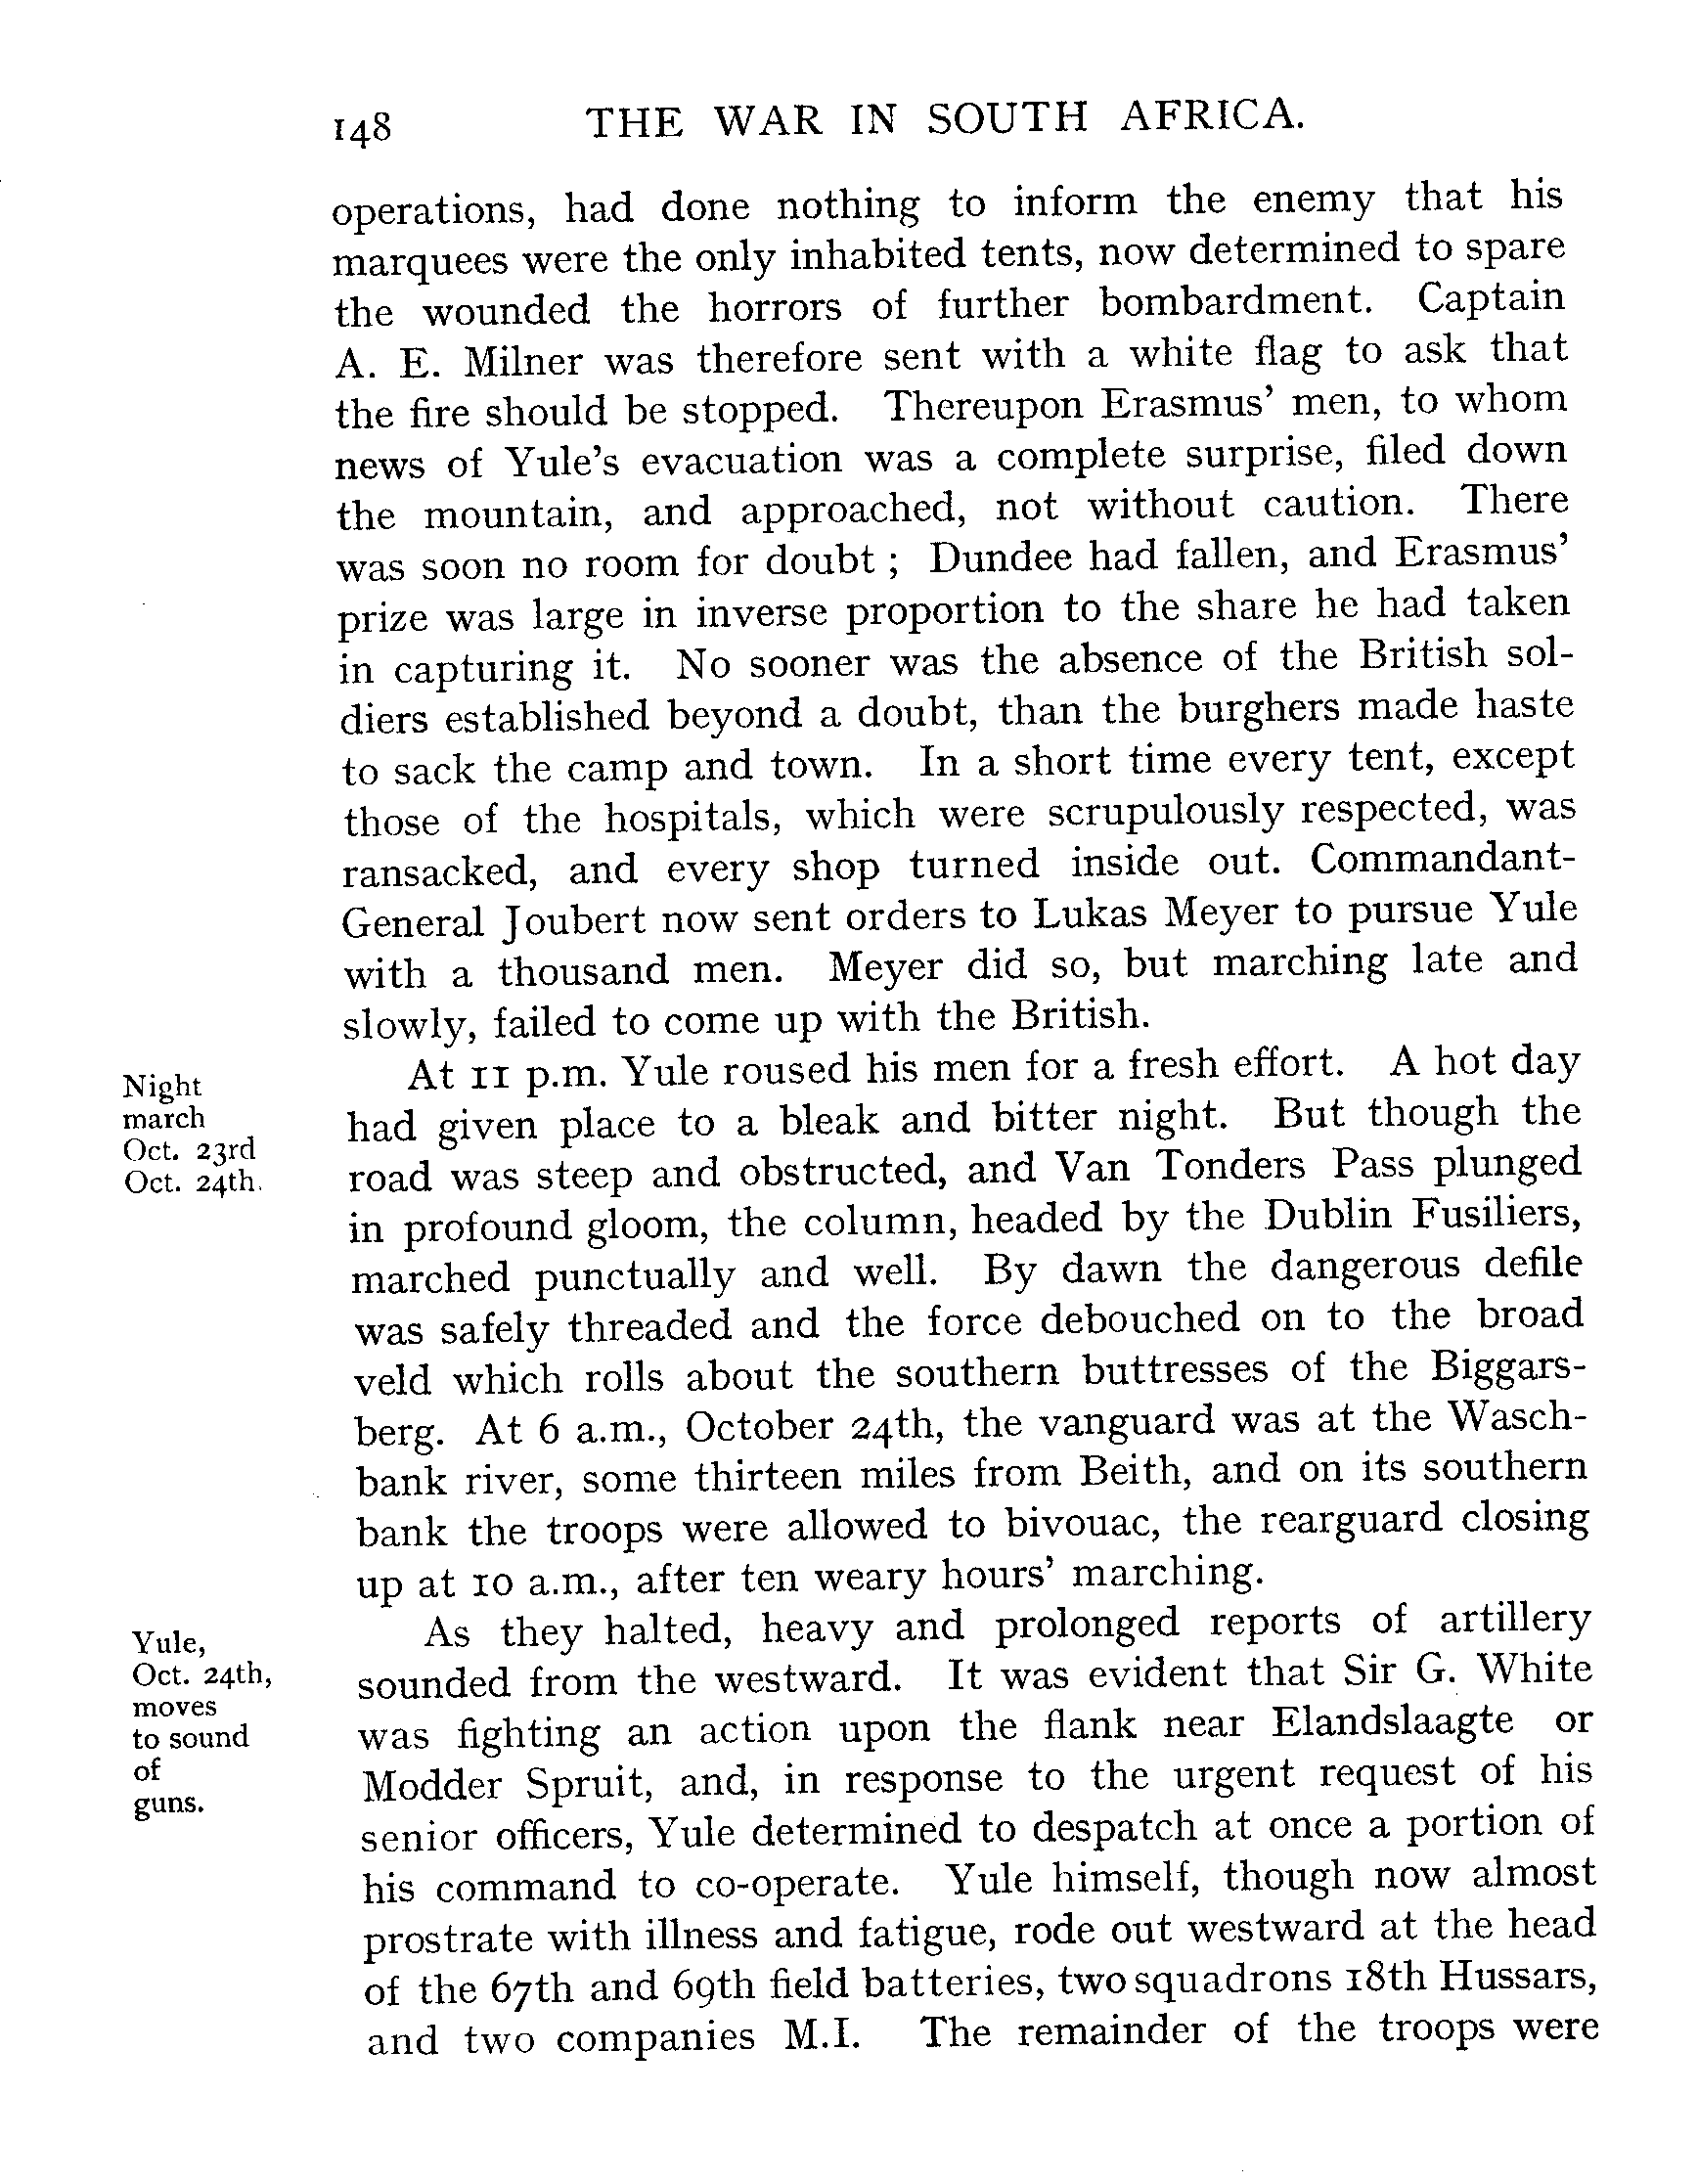 148 THE WAR IN SOUTH AFRICA.
operations, had done nothing to inform the enemy that his
marquees were the only inhabited tents, now determined to spare
the wounded the horrors of further bombardment. Captain
A. E. Milner was therefore sent with a white flag to ask that
the fire should be stopped. Thereupon Erasmus' men, to whom
news of Yule's evacuation was a complete surprise, filed down
the mountain, and approached, not without caution. There
was soon no room for doubt ; Dundee had fallen, and Erasmus'
prize was large in inverse proportion to the share he had taken
in capturing it. No sooner was the absence of the British sol-
diers established beyond a doubt, than the burghers made haste
to sack the camp and town. In a short time every tent, except
those of the hospitals, which were scrupulously respected, was
ransacked, and every shop turned inside out. Commandant-
General Joubert now sent orders to Lukas Meyer to pursue Yule
with a thousand men. Meyer did so, but marching late and
slowly, failed to come up with the British.
Night
march
Oct. 23rd
Oct. 24th.
At 11 p.m. Yule roused his men for a fresh effort. A hot day
had given place to a bleak and bitter night. But though the
road was steep and obstructed, and Van Tonders Pass plunged
in profound gloom, the column, headed by the Dublin Fusiliers,
marched punctually and well. By dawn the dangerous defile
was safely threaded and the force debouched on to the broad
veld which rolls about the southern buttresses of the Biggars-
berg. At 6 a.m., October 24th, the vanguard was at the Wasch-
bank river, some thirteen miles from Beith, and on its southern
bank the troops were allowed to bivouac, the rearguard closing
up at 10 a.m., after ten weary hours' marching.
Yule,
Oct. 24th,
moves
to sound
of
guns.
As they halted, heavy and prolonged reports of artillery
sounded from the westward. It was evident that Sir G. White
was fighting an action upon the flank near Elandslaagte or
Modder Spruit, and, in response to the urgent request of his
senior officers, Yule determined to despatch at once a portion of
his command to co-operate. Yule himself, though now almost
prostrate with illness and fatigue, rode out westward at the head
of the 67th and 69th field batteries, two squadrons 18th Hussars,
and two companies M.I. The remainder of the troops were